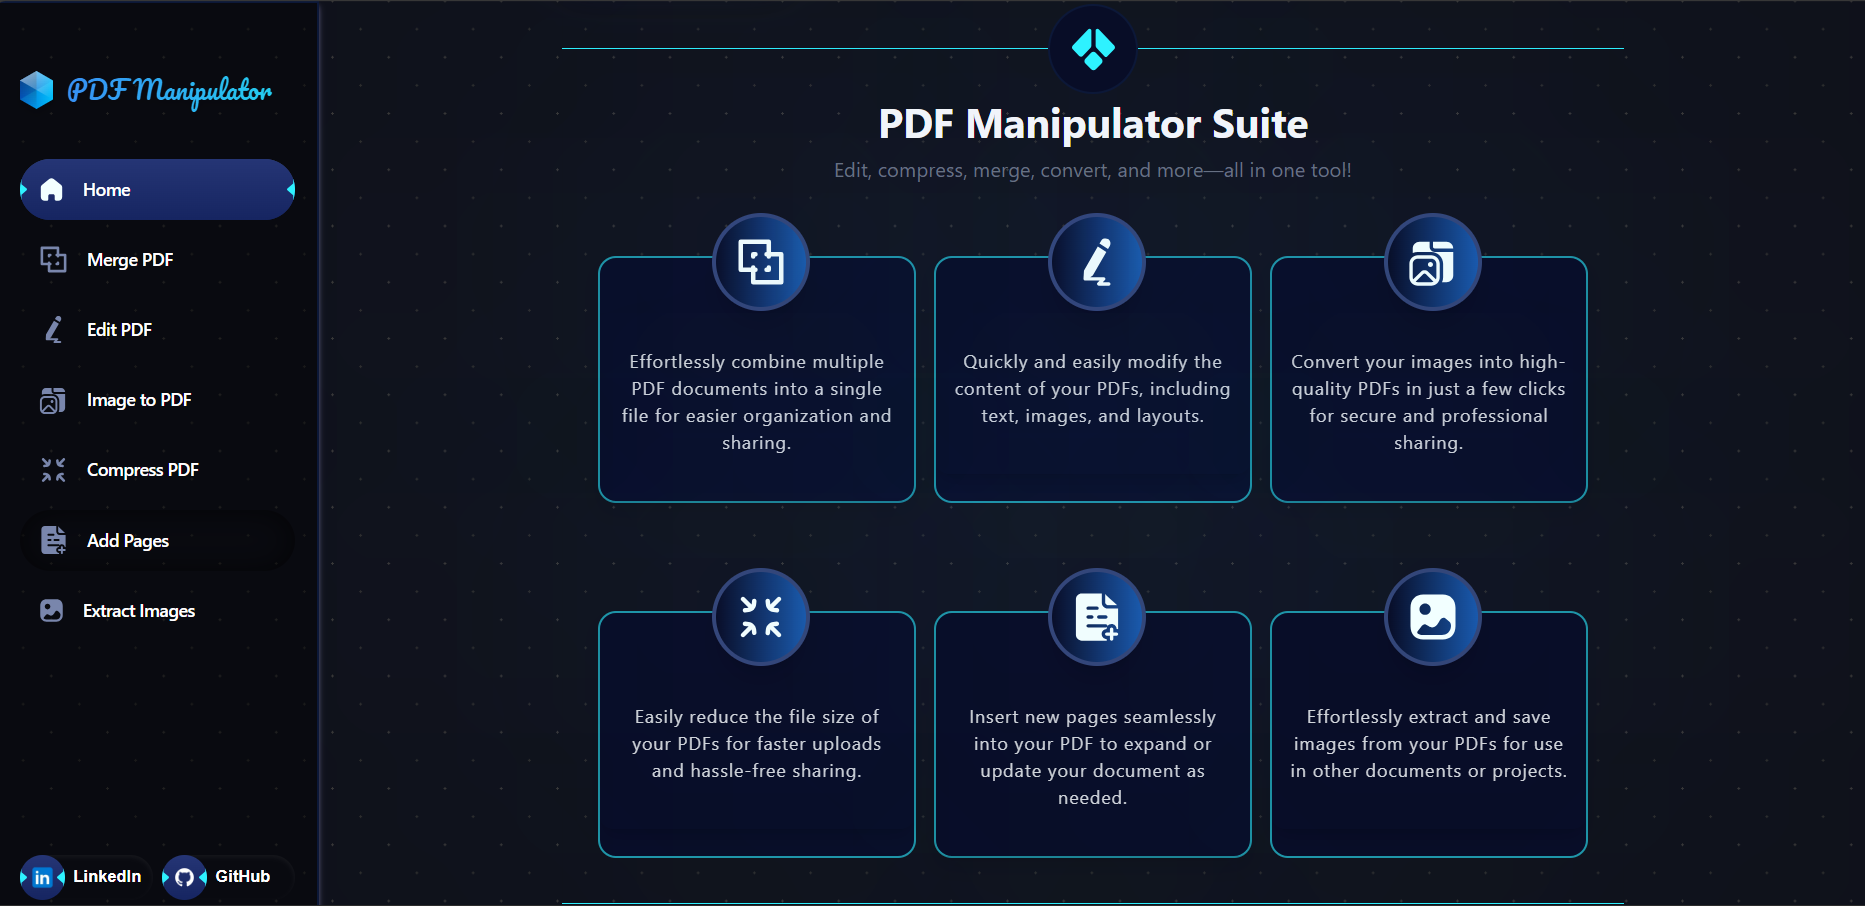 PDF Manipulator
Home
Merge PDF
Edit PDF
Image to PDF
Compress PDF
Add Pages
Extract Images
in LinkedIn
GitHub
PDF Manipulator Suite
Edit, compress, merge, convert, and more—all in one tool!
Effortlessly combine multiple
PDF documents into a single
file for easier organization and
sharing.
Quickly and easily modify the
content of your PDFs, including
text, images, and layouts.
Convert your images into high-
quality PDFs in just a few clicks
for secure and professional
sharing.
Easily reduce the file size of
your PDFs for faster uploads
and hassle-free sharing.
Insert new pages seamlessly
into your PDF to expand or
update your document as
needed.
Effortlessly extract and save
images from your PDFs for use
in other documents or projects.